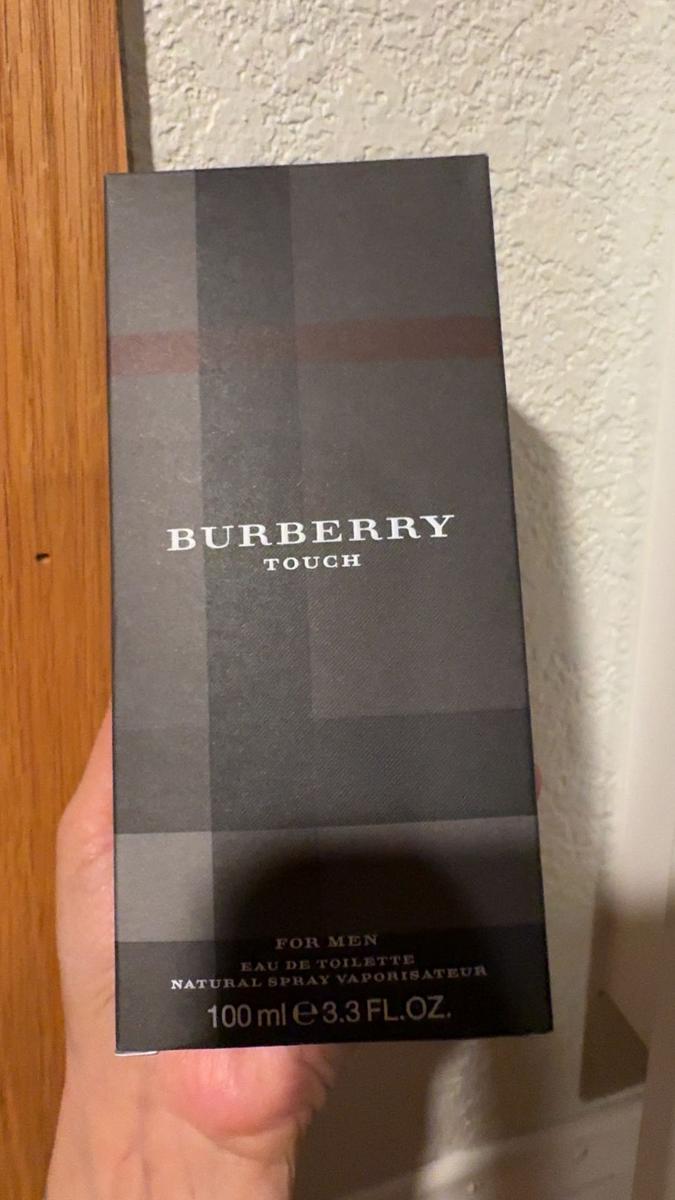 BURBERRY
TOUCH
FOR MEN
EAU DE TOILETTE
NATURAL SPRAY VAPORISATEUR
100 ml ℮ 3.3 FL.OZ.